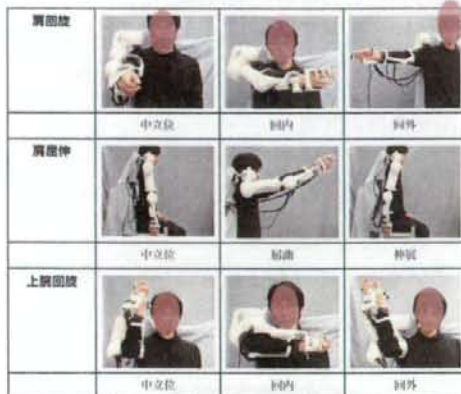 肩回旋
中立位 回内 回外
肩屈伸
中立位 屈曲 伸展
上腕回旋
中立位 回内 回外